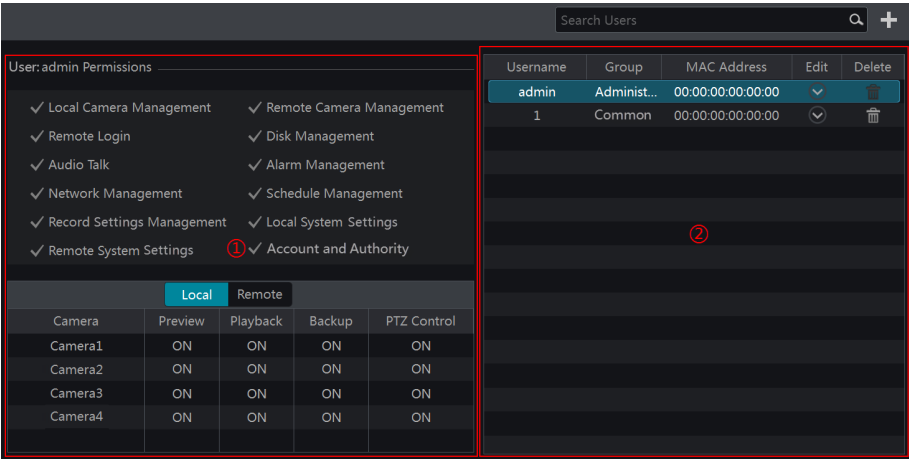 Search Users
User:admin Permissions
Local Camera Management Remote Camera Management
Remote Login Disk Management
Audio Talk Alarm Management
Network Management Schedule Management
Record Settings Management Local System Settings
Remote System Settings ① Account and Authority
Local Remote
Camera Preview Playback Backup PTZ Control
Camera1 ON ON ON ON
Camera2 ON ON ON ON
Camera3 ON ON ON ON
Camera4 ON ON ON ON
Username Group MAC Address Edit Delete
admin Administ... 00:00:00:00:00:00
1 Common 00:00:00:00:00:00
②